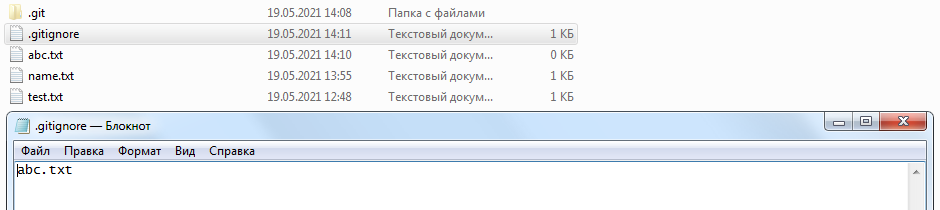 .git 19.05.2021 14:08 Папка с файлами
.gitignore 19.05.2021 14:11 Текстовый докум... 1 КБ
abc.txt 19.05.2021 14:10 Текстовый докум... 0 КБ
name.txt 19.05.2021 13:55 Текстовый докум... 1 КБ
test.txt 19.05.2021 12:48 Текстовый докум... 1 КБ
.gitignore — Блокнот
Файл Правка Формат Вид Справка
abc.txt